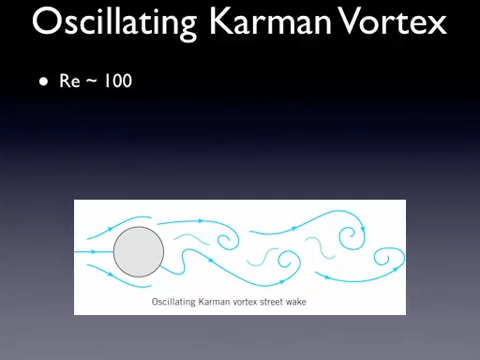 Oscillating Karman Vortex
• Re ~ 100
Oscillating Karman vortex street wake